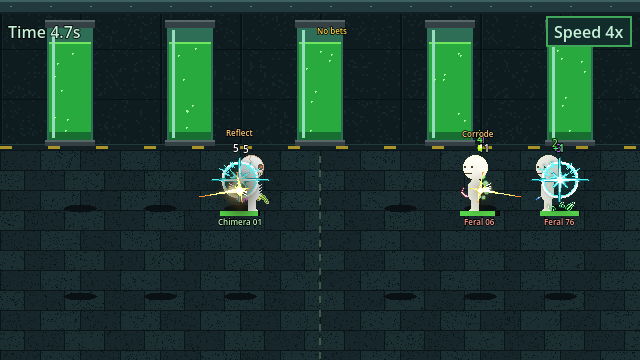 Time 4.7s
No bets
Speed 4x
Reflect
5 5
Corrode
Chimera 01
Feral 06
Feral 76